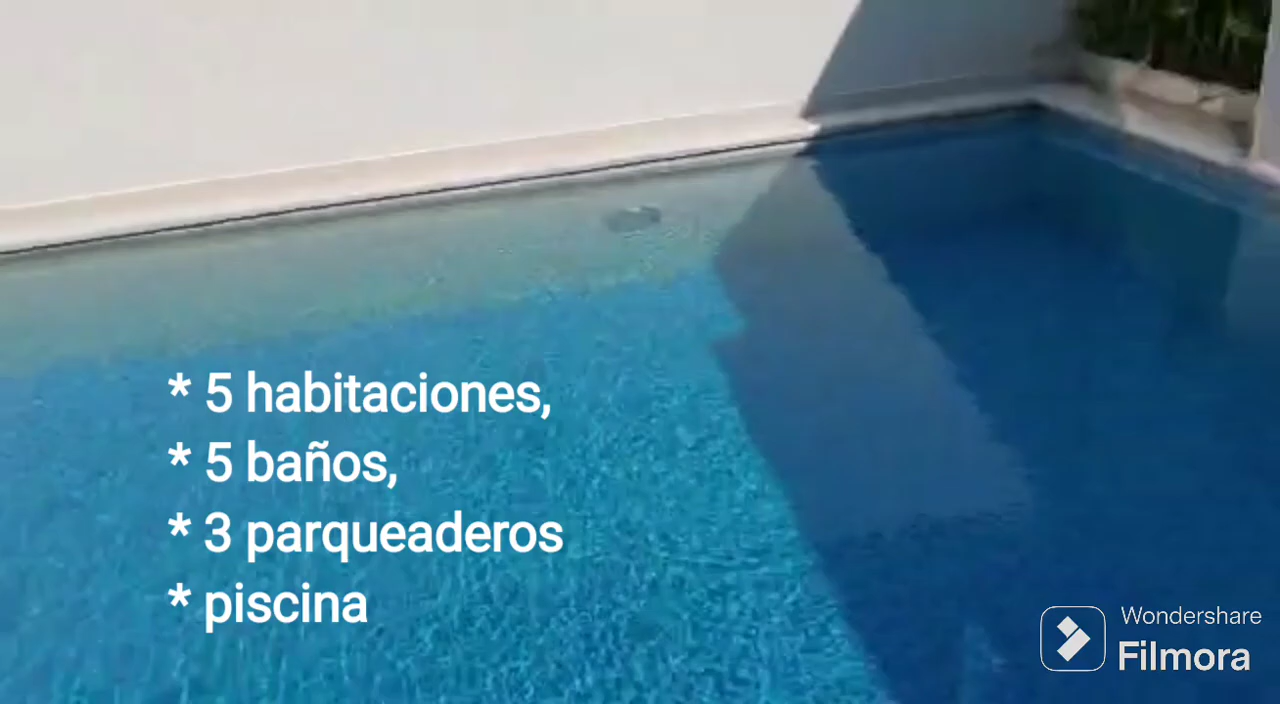 * 5 habitaciones,
* 5 baños,
* 3 parqueaderos
* piscina
Wondershare
Filmora